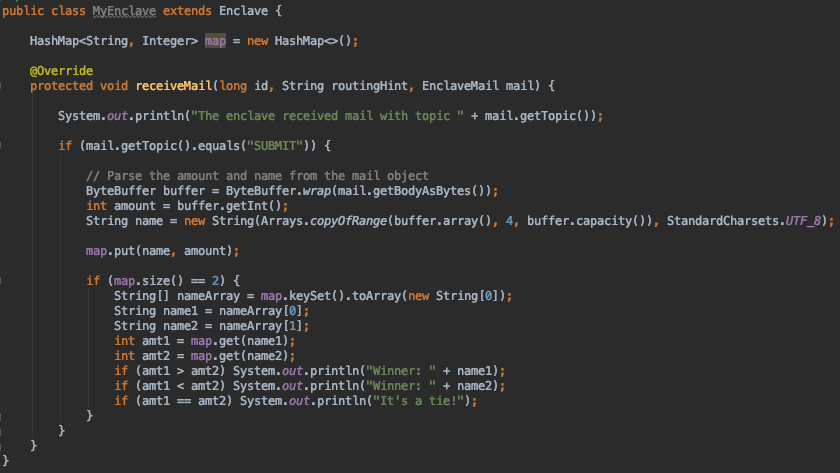 public class MyEnclave extends Enclave {
HashMap<String, Integer> map = new HashMap<>();
@Override
protected void receiveMail(long id, String routingHint, EnclaveMail mail) {
System.out.println("The enclave received mail with topic " + mail.getTopic());
if (mail.getTopic().equals("SUBMIT")) {
// Parse the amount and name from the mail object
ByteBuffer buffer = ByteBuffer.wrap(mail.getBodyAsBytes());
int amount = buffer.getInt();
String name = new String(Arrays.copyOfRange(buffer.array(), 4, buffer.capacity()), StandardCharsets.UTF_8);
map.put(name, amount);
if (map.size() == 2) {
String[] nameArray = map.keySet().toArray(new String[0]);
String name1 = nameArray[0];
String name2 = nameArray[1];
int amt1 = map.get(name1);
int amt2 = map.get(name2);
if (amt1 > amt2) System.out.println("Winner: " + name1);
if (amt1 < amt2) System.out.println("Winner: " + name2);
if (amt1 == amt2) System.out.println("It's a tie!");
}
}
}
}